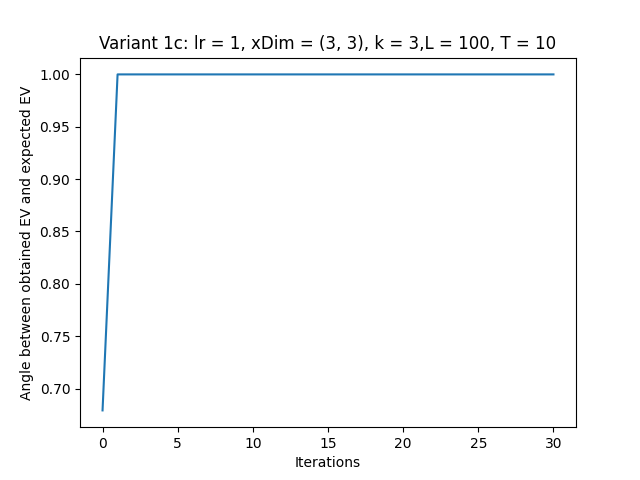 Variant 1c: lr = 1, xDim = (3, 3), k = 3,L = 100, T = 10
Angle between obtained EV and expected EV
1.00
0.95
0.90
0.85
0.80
0.75
0.70
0 5 10 15 20 25 30
Iterations